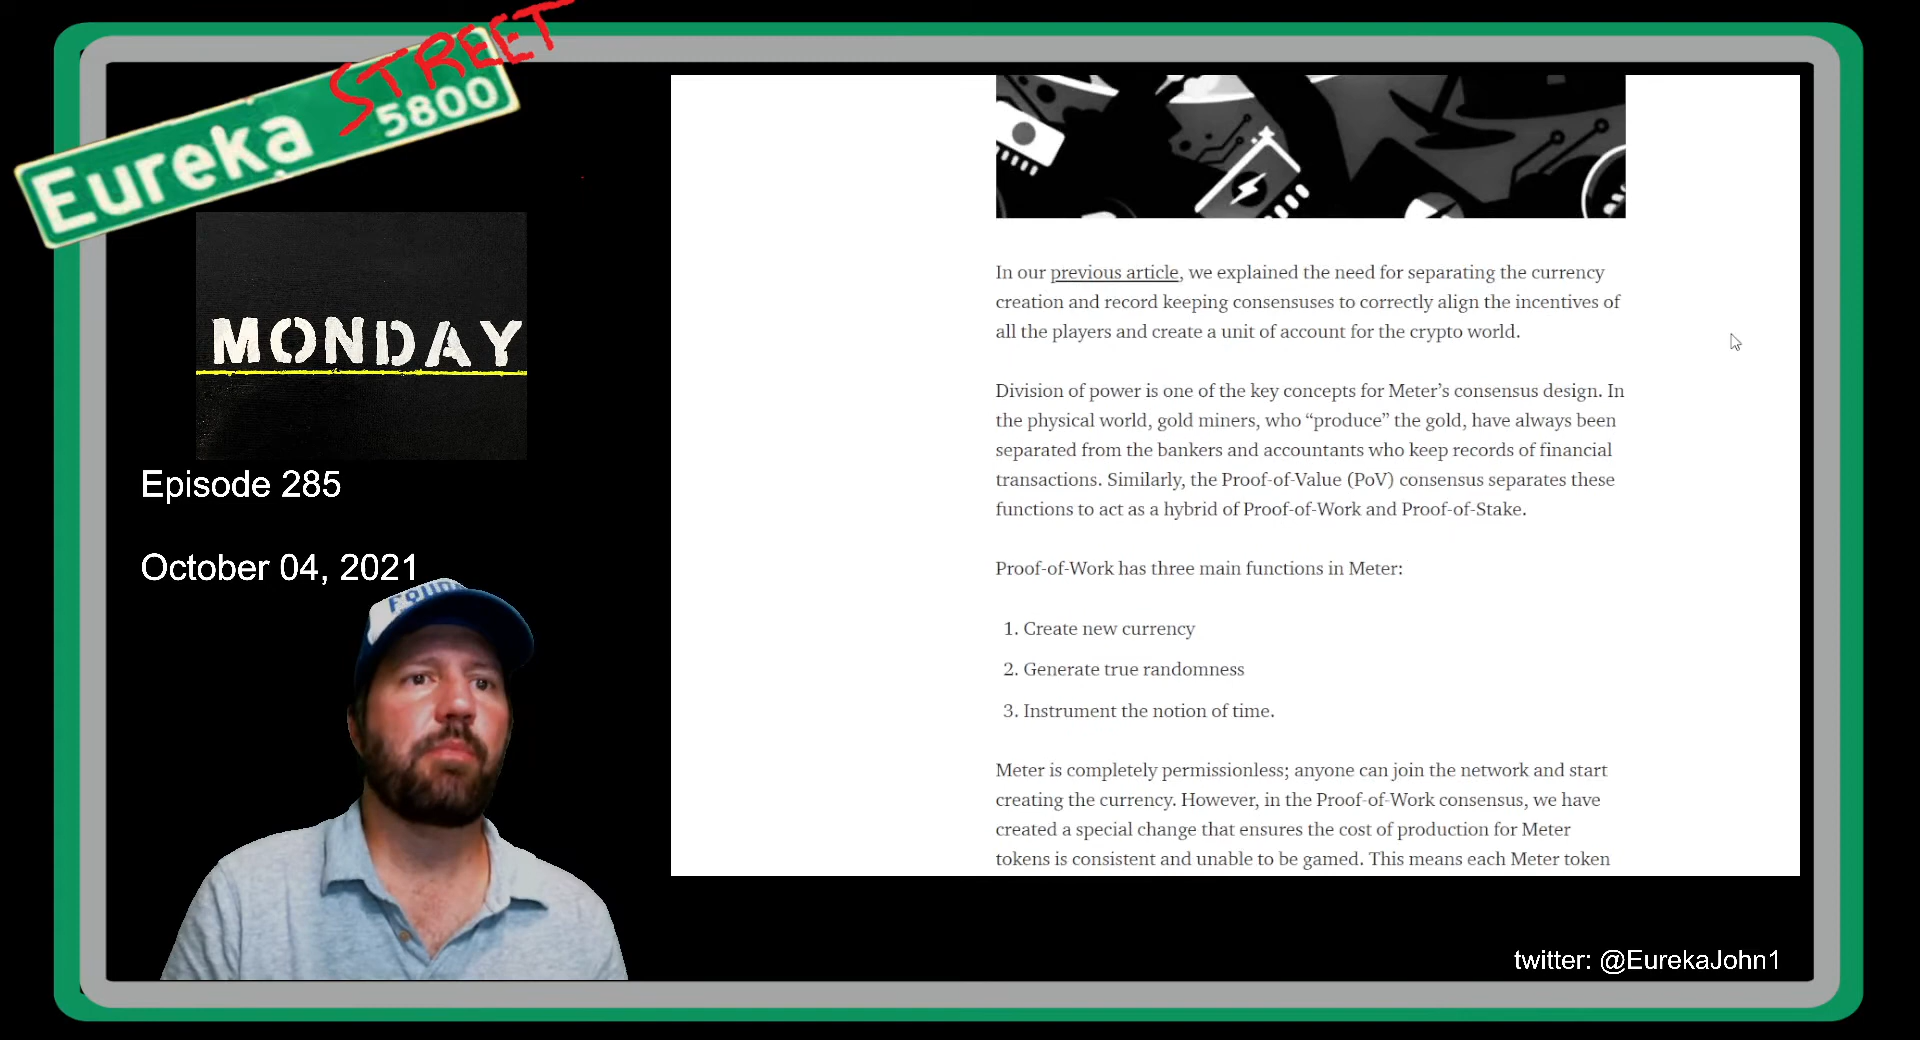 Eureka STREET
5800
MONDAY
Episode 285
October 04, 2021
In our previous article, we explained the need for separating the currency
creation and record keeping consensuses to correctly align the incentives of
all the players and create a unit of account for the crypto world.
Division of power is one of the key concepts for Meter’s consensus design. In
the physical world, gold miners, who “produce” the gold, have always been
separated from the bankers and accountants who keep records of financial
transactions. Similarly, the Proof-of-Value (PoV) consensus separates these
functions to act as a hybrid of Proof-of-Work and Proof-of-Stake.
Proof-of-Work has three main functions in Meter:
1. Create new currency
2. Generate true randomness
3. Instrument the notion of time.
Meter is completely permissionless; anyone can join the network and start
creating the currency. However, in the Proof-of-Work consensus, we have
created a special change that ensures the cost of production for Meter
tokens is consistent and unable to be gamed. This means each Meter token
twitter: @EurekaJohn1